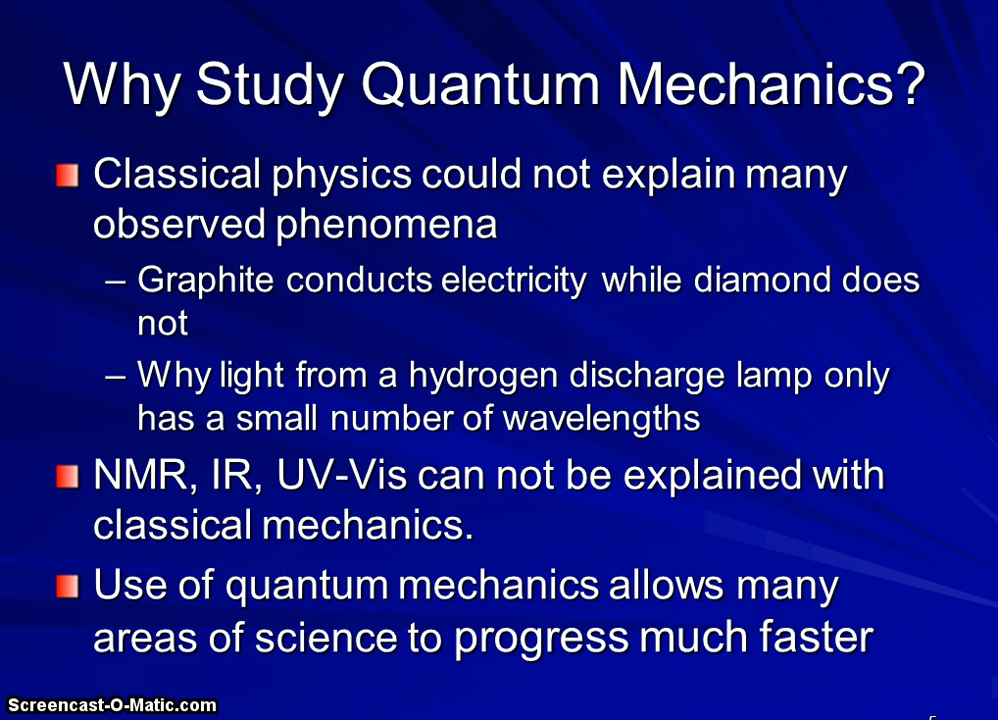 Why Study Quantum Mechanics?
Classical physics could not explain many
observed phenomena
– Graphite conducts electricity while diamond does
not
– Why light from a hydrogen discharge lamp only
has a small number of wavelengths
NMR, IR, UV-Vis can not be explained with
classical mechanics.
Use of quantum mechanics allows many
areas of science to progress much faster
Screencast-O-Matic.com